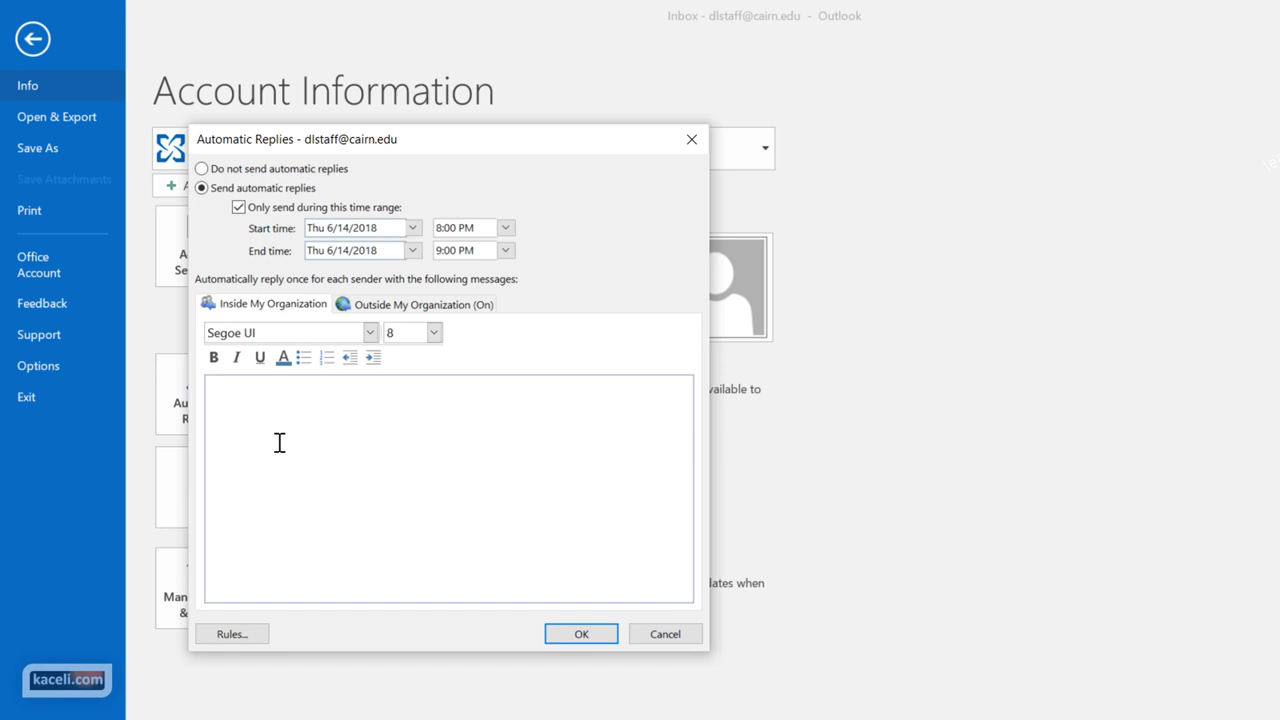 Inbox - dlstaff@cairn.edu - Outlook
Info
Open & Export
Save As
Save Attachments
Print
Office
Account
Feedback
Support
Options
Exit
Account Information
Automatic Replies - dlstaff@cairn.edu
Do not send automatic replies
Send automatic replies
Only send during this time range:
Start time: Thu 6/14/2018 8:00 PM
End time: Thu 6/14/2018 9:00 PM
Automatically reply once for each sender with the following messages:
Inside My Organization Outside My Organization (On)
Segoe UI 8
B I U A
Rules... OK Cancel
Se
Au
R
Man
&
vailable to
lates when
kaceli.com